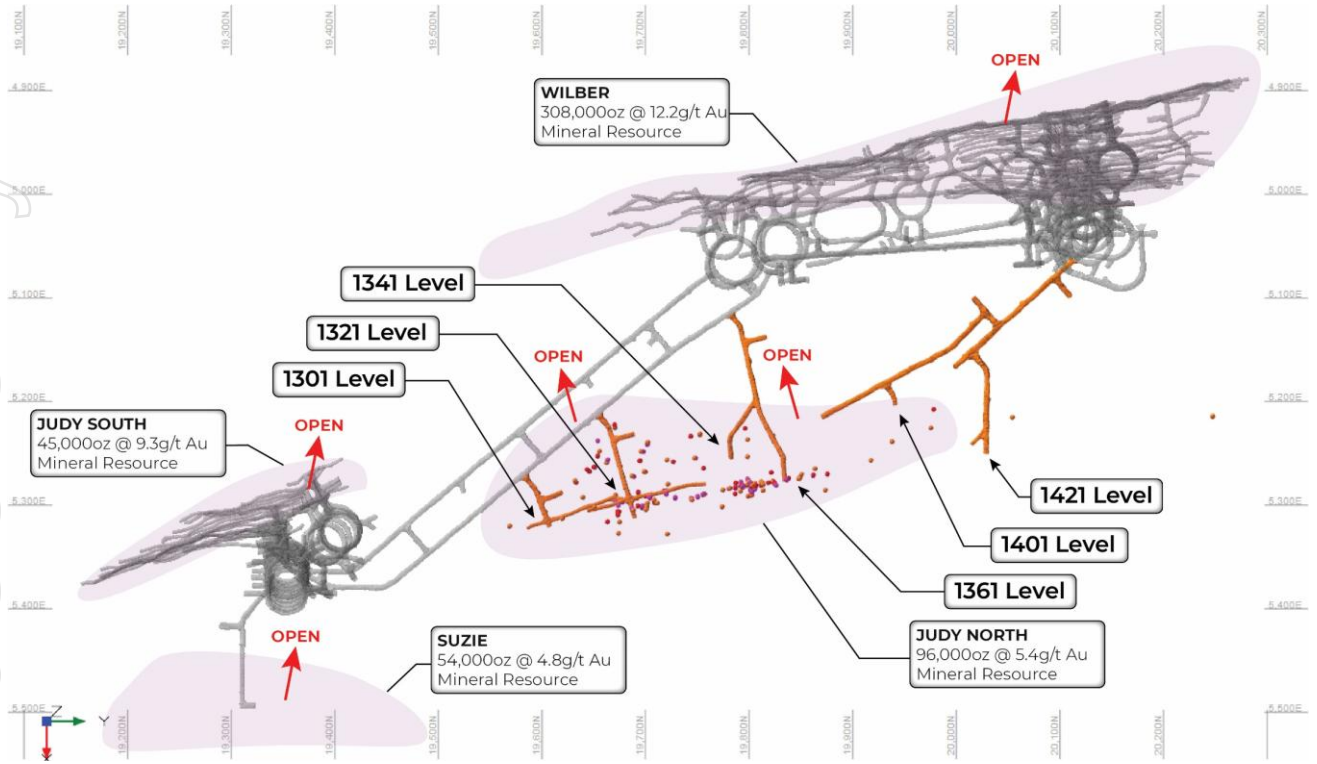 19,100N
19,200N
19,300N
19,400N
19,500N
19,600N
19,700N
19,800N
19,900N
20,000N
20,100N
20,200N
20,300N
4,900E
4,900E
OPEN
WILBER
308,000oz @ 12.2g/t Au
Mineral Resource
5,000E
5,000E
1341 Level
5,100E
5,100E
1321 Level
OPEN
OPEN
1301 Level
5,200E
5,200E
JUDY SOUTH
45,000oz @ 9.3g/t Au
Mineral Resource
OPEN
5,300E
5,300E
1421 Level
1401 Level
1361 Level
5,400E
5,400E
OPEN
SUZIE
54,000oz @ 4.8g/t Au
Mineral Resource
JUDY NORTH
96,000oz @ 5.4g/t Au
Mineral Resource
5,500E
5,500E
Z
Y
X
19,200N
19,300N
19,400N
19,500N
19,600N
19,700N
19,800N
19,900N
20,000N
20,100N
20,200N